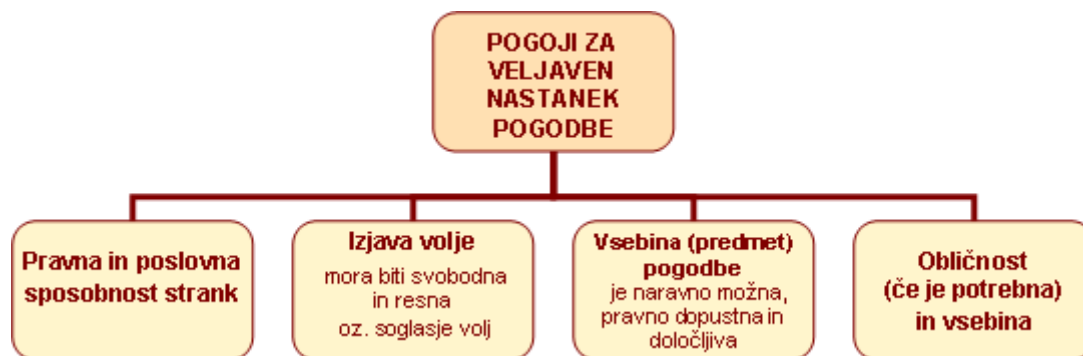 POGOJI ZA
VELJAVEN
NASTANEK
POGODBE
Pravna in poslovna
sposobnost strank
Izjava volje
mora biti svobodna
in resna
oz. soglasje volj
Vsebina (predmet)
pogodbe
je naravno možna,
pravno dopustna in
določljiva
Obličnost
(če je potrebna)
in vsebina